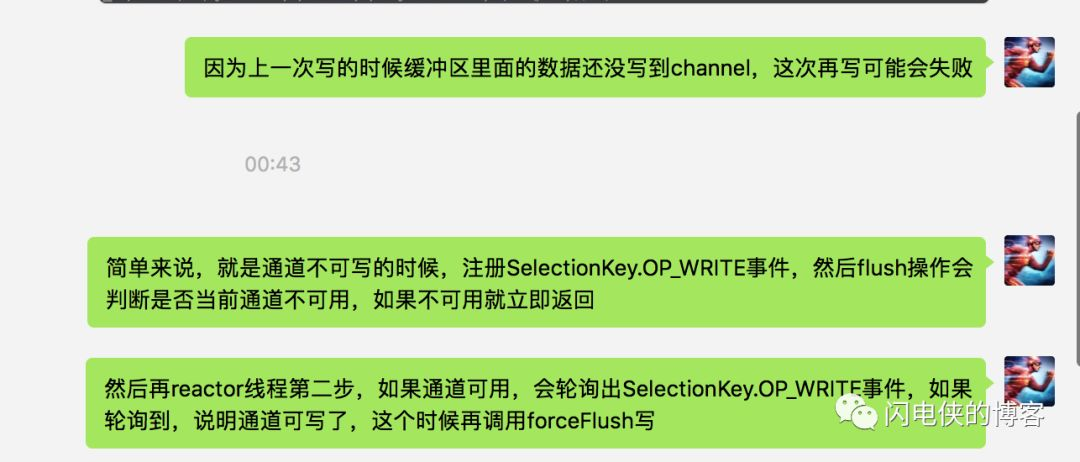 因为上一次写的时候缓冲区里面的数据还没写到channel，这次再写可能会失败
00:43
简单来说，就是通道不可写的时候，注册SelectionKey.OP_WRITE事件，然后flush操作会
判断是否当前通道不可用，如果不可用就立即返回
然后再reactor线程第二步，如果通道可用，会轮询出SelectionKey.OP_WRITE事件，如果
轮询到，说明通道可写了，这个时候再调用forceFlush写
闪电侠的博客